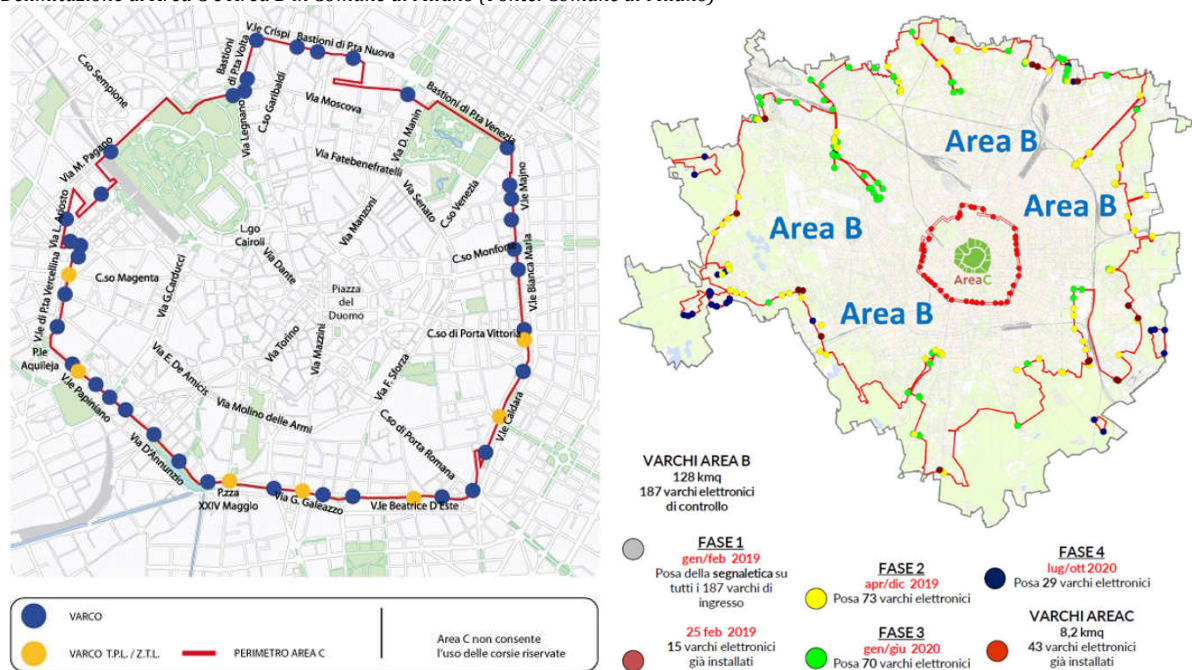 Delimitazione di Area C e Area B in Comune di Milano (Fonte: Comune di Milano)
V.le Crispi
Bastioni di P.ta Nuova
Bastioni
di P.ta Volta
C.so Sempione
C.so Garibaldi
Via Legnano
Via Moscova
Bastioni di P.ta Venezia
Via D. Manin
Via M. Pagano
Via Fatebenefratelli
Via Senato
C.so Venezia
V.le Majno
Via L. Ariosto
Via Manzoni
L.go
Cairoli
C.so Monforte
V.le Bianca Maria
Via Dante
V.le di P.ta Vercellina
C.so Magenta
Via G.Carducci
Piazza
del
Duomo
C.so di Porta Vittoria
Via Torino
Via Mazzini
P.le
Aquileja
Via E. De Amicis
Via F. Sforza
V.le Papiniano
Via Molino delle Armi
C.so di Porta Romana
V.le Caldara
Via D'Annunzio
P.zza
XXIV Maggio
Via G. Galeazzo
V.le Beatrice D'Este
VARCO
VARCO T.P.L. / Z.T.L.
PERIMETRO AREA C
Area C non consente
l'uso delle corsie riservate
Area B
Area B
Area B
Area B
AreaC
VARCHI AREA B
128 kmq
187 varchi elettronici
di controllo
FASE 1
gen/feb 2019
Posa della segnaletica su
tutti i 187 varchi di
ingresso
25 feb 2019
15 varchi elettronici
già installati
FASE 2
apr/dic 2019
Posa 73 varchi elettronici
FASE 3
gen/giu 2020
Posa 70 varchi elettronici
FASE 4
lug/ott 2020
Posa 29 varchi elettronici
VARCHI AREAC
8,2 kmq
43 varchi elettronici
già installati